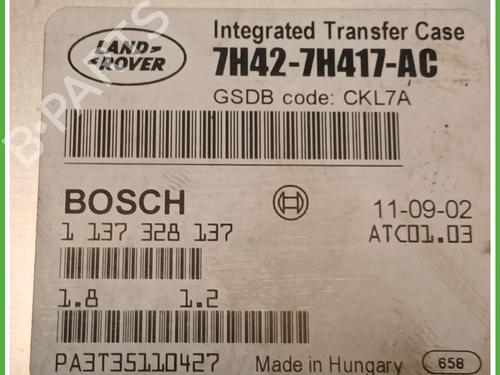 LAND ROVER
Integrated Transfer Case
7H42-7H417-AC
GSDB code: CKL7A
BOSCH
11-09-02
1 137 328 137
ATC01.03
1.8 1.2
PA3T35110427
Made in Hungary
658
B-PARTS